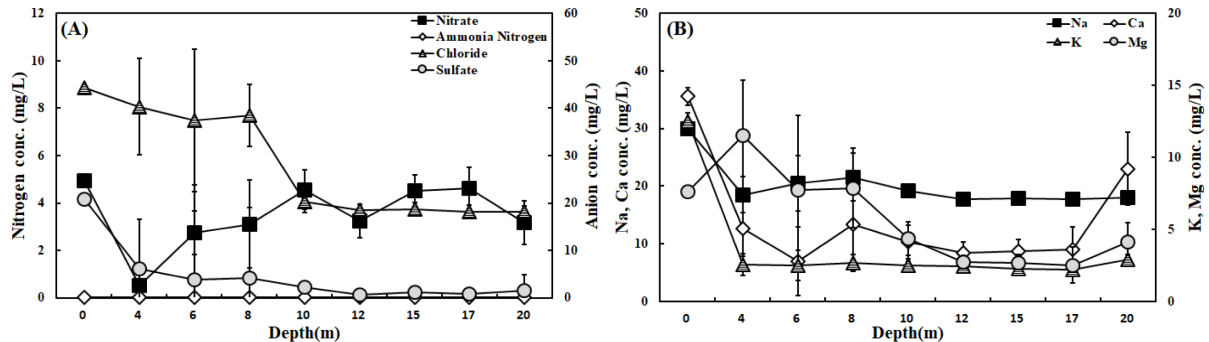 (A)
Nitrate
Ammonia Nitrogen
Chloride
Sulfate
Nitrogen conc. (mg/L)
12
10
8
6
4
2
0
60
50
40
30
20
10
0
Anion conc. (mg/L)
0 4 6 8 10 12 15 17 20
Depth(m)
(B)
Na Ca
K Mg
Na, Ca conc. (mg/L)
50
40
30
20
10
0
20
15
10
5
0
K, Mg conc. (mg/L)
0 4 6 8 10 12 15 17 20
Depth(m)